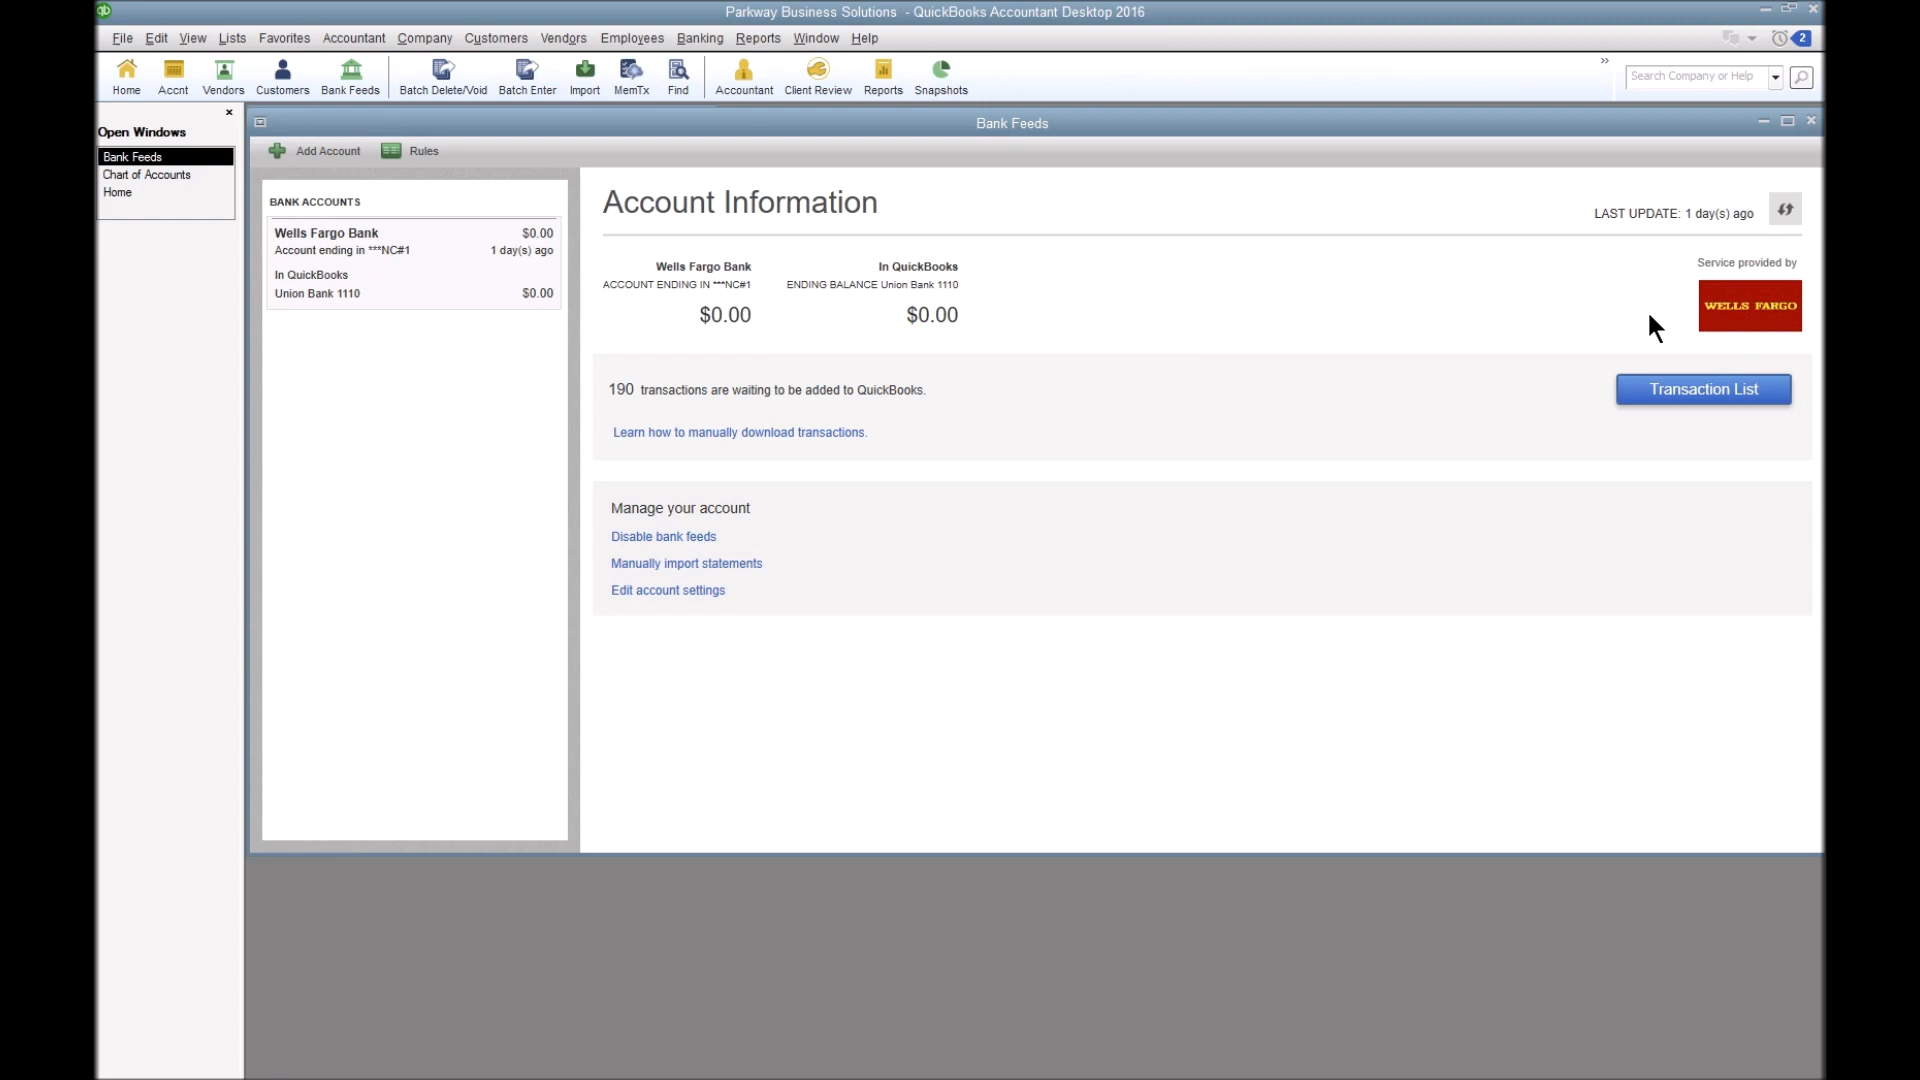 qb
Parkway Business Solutions - QuickBooks Accountant Desktop 2016
File Edit View Lists Favorites Accountant Company Customers Vendors Employees Banking Reports Window Help
2
Home Accnt Vendors Customers Bank Feeds Batch Delete/Void Batch Enter Import MemTx Find Accountant Client Review Reports Snapshots
» Search Company or Help
Open Windows
Bank Feeds
Chart of Accounts
Home
Bank Feeds
Add Account Rules
BANK ACCOUNTS
Wells Fargo Bank $0.00
Account ending in ***NC#1 1 day(s) ago
In QuickBooks
Union Bank 1110 $0.00
Account Information
LAST UPDATE: 1 day(s) ago
Wells Fargo Bank In QuickBooks
ACCOUNT ENDING IN ***NC#1 ENDING BALANCE Union Bank 1110
$0.00 $0.00
Service provided by
WELLS FARGO
190 transactions are waiting to be added to QuickBooks.
Transaction List
Learn how to manually download transactions.
Manage your account
Disable bank feeds
Manually import statements
Edit account settings